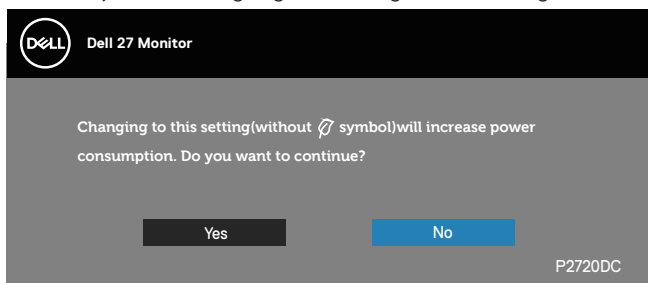 DELL
Dell 27 Monitor
Changing to this setting(without symbol)will increase power
consumption. Do you want to continue?
Yes
No
P2720DC